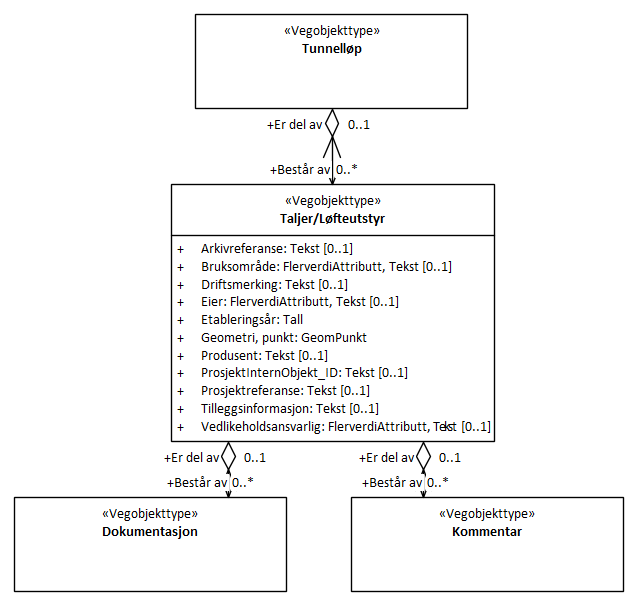 «Vegobjekttype»
Tunnelløp
+Er del av 0..1
+Består av 0..*
«Vegobjekttype»
Taljer/Løfteutstyr
+ Arkivreferanse: Tekst [0..1]
+ Bruksområde: FlerverdiAttributt, Tekst [0..1]
+ Driftsmerking: Tekst [0..1]
+ Eier: FlerverdiAttributt, Tekst [0..1]
+ Etableringsår: Tall
+ Geometri, punkt: GeomPunkt
+ Produsent: Tekst [0..1]
+ ProsjektInternObjekt_ID: Tekst [0..1]
+ Prosjektreferanse: Tekst [0..1]
+ Tilleggsinformasjon: Tekst [0..1]
+ Vedlikeholdsansvarlig: FlerverdiAttributt, Tekst [0..1]
+Er del av 0..1 +Er del av 0..1
+Består av 0..* +Består av 0..*
«Vegobjekttype» «Vegobjekttype»
Dokumentasjon Kommentar